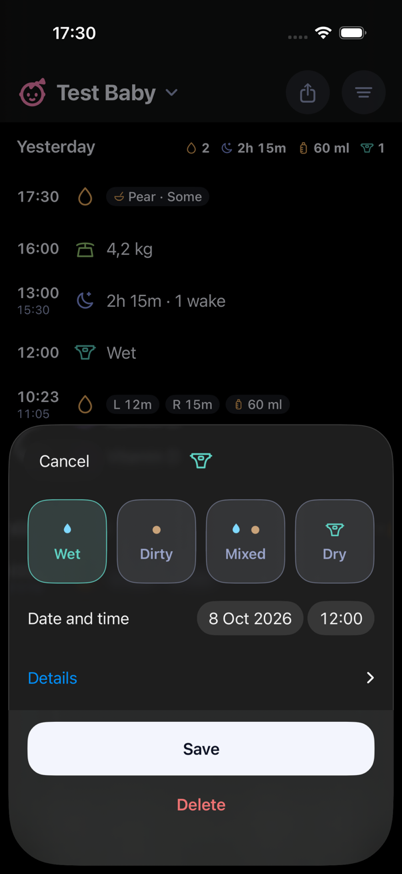 17:30
Test Baby
Yesterday 2 2h 15m 60 ml 1
17:30 Pear · Some
16:00 4,2 kg
13:00
15:30 2h 15m · 1 wake
12:00 Wet
10:23 L 12m R 15m 60 ml
11:05
Cancel
Wet Dirty Mixed Dry
Date and time 8 Oct 2026 12:00
Details
Save
Delete